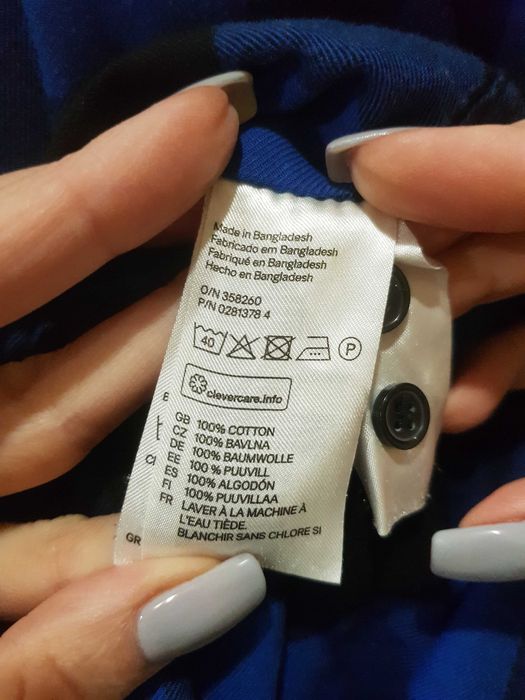 Made in Bangladesh
Fabricado em Bangladesh
Fabriqué en Bangladesh
Hecho en Bangladesh
O/N 358260
P/N 0281378 4
40
P
clevercare.info
GB 100% COTTON
CZ 100% BAVLNA
DE 100% BAUMWOLLE
EE 100 % PUUVILL
ES 100% ALGODÓN
FI 100% PUUVILLAA
FR LAVER À LA MACHINE À
L'EAU TIÈDE.
BLANCHIR SANS CHLORE SI
GR